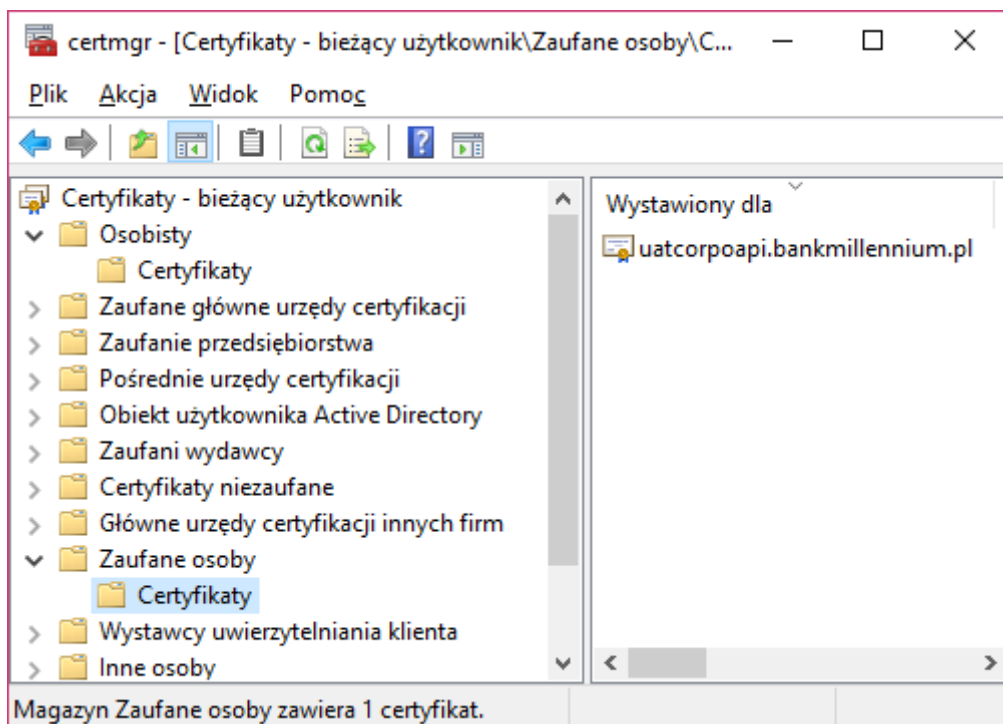 certmgr - [Certyfikaty - bieżący użytkownik\Zaufane osoby\C...
Plik Akcja Widok Pomoc
Certyfikaty - bieżący użytkownik
Osobisty
Certyfikaty
Zaufane główne urzędy certyfikacji
Zaufanie przedsiębiorstwa
Pośrednie urzędy certyfikacji
Obiekt użytkownika Active Directory
Zaufani wydawcy
Certyfikaty niezaufane
Główne urzędy certyfikacji innych firm
Zaufane osoby
Certyfikaty
Wystawcy uwierzytelniania klienta
Inne osoby
Wystawiony dla
uatcorpoapi.bankmillennium.pl
Magazyn Zaufane osoby zawiera 1 certyfikat.